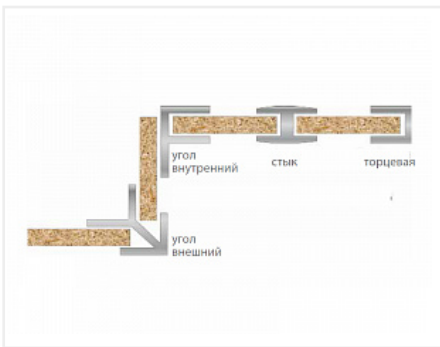 угол
внутренний
стык
торцевая
угол
внешний